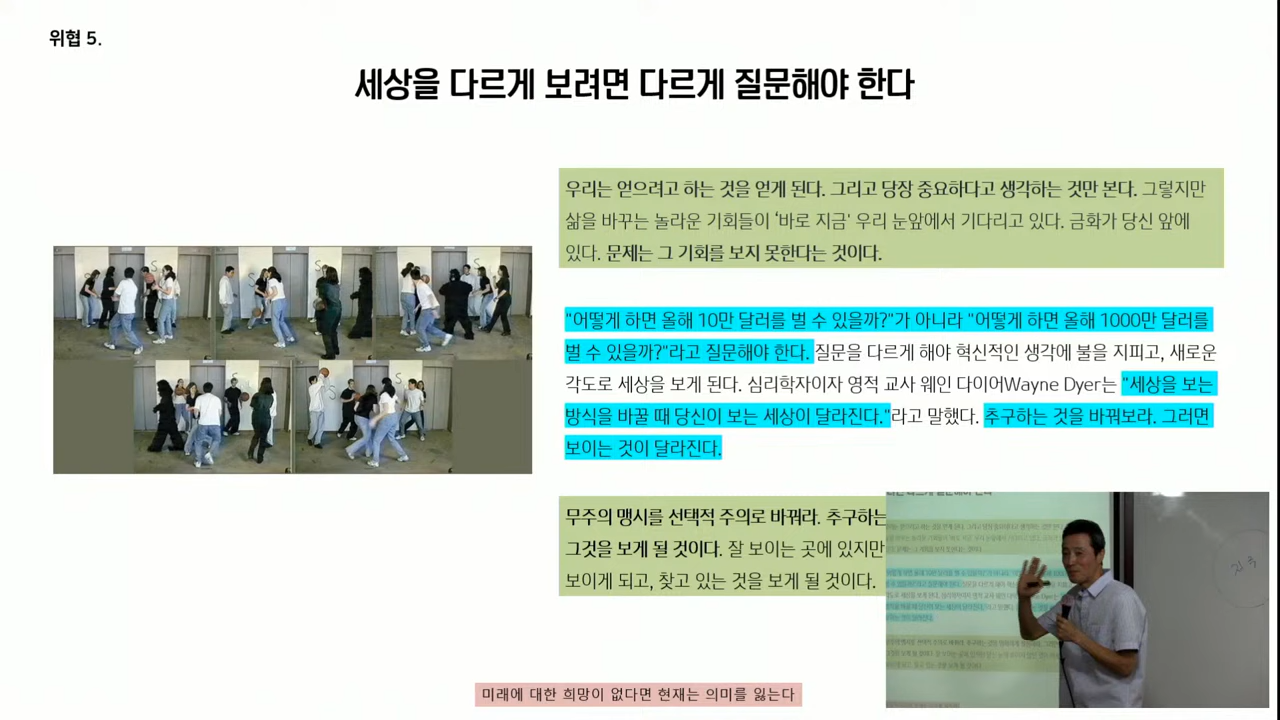 위협 5.
세상을 다르게 보려면 다르게 질문해야 한다
우리는 얻으려고 하는 것을 얻게 된다. 그리고 당장 중요하다고 생각하는 것만 본다. 그렇지만
삶을 바꾸는 놀라운 기회들이 ‘바로 지금' 우리 눈앞에서 기다리고 있다. 금화가 당신 앞에
있다. 문제는 그 기회를 보지 못한다는 것이다.
"어떻게 하면 올해 10만 달러를 벌 수 있을까?"가 아니라 "어떻게 하면 올해 1000만 달러를
벌 수 있을까?"라고 질문해야 한다. 질문을 다르게 해야 혁신적인 생각에 불을 지피고, 새로운
각도로 세상을 보게 된다. 심리학자이자 영적 교사 웨인 다이어Wayne Dyer는 "세상을 보는
방식을 바꿀 때 당신이 보는 세상이 달라진다."라고 말했다. 추구하는 것을 바꿔보라. 그러면
보이는 것이 달라진다.
무주의 맹시를 선택적 주의로 바꿔라. 추구하는
그것을 보게 될 것이다. 잘 보이는 곳에 있지만
보이게 되고, 찾고 있는 것을 보게 될 것이다.
미래에 대한 희망이 없다면 현재는 의미를 잃는다